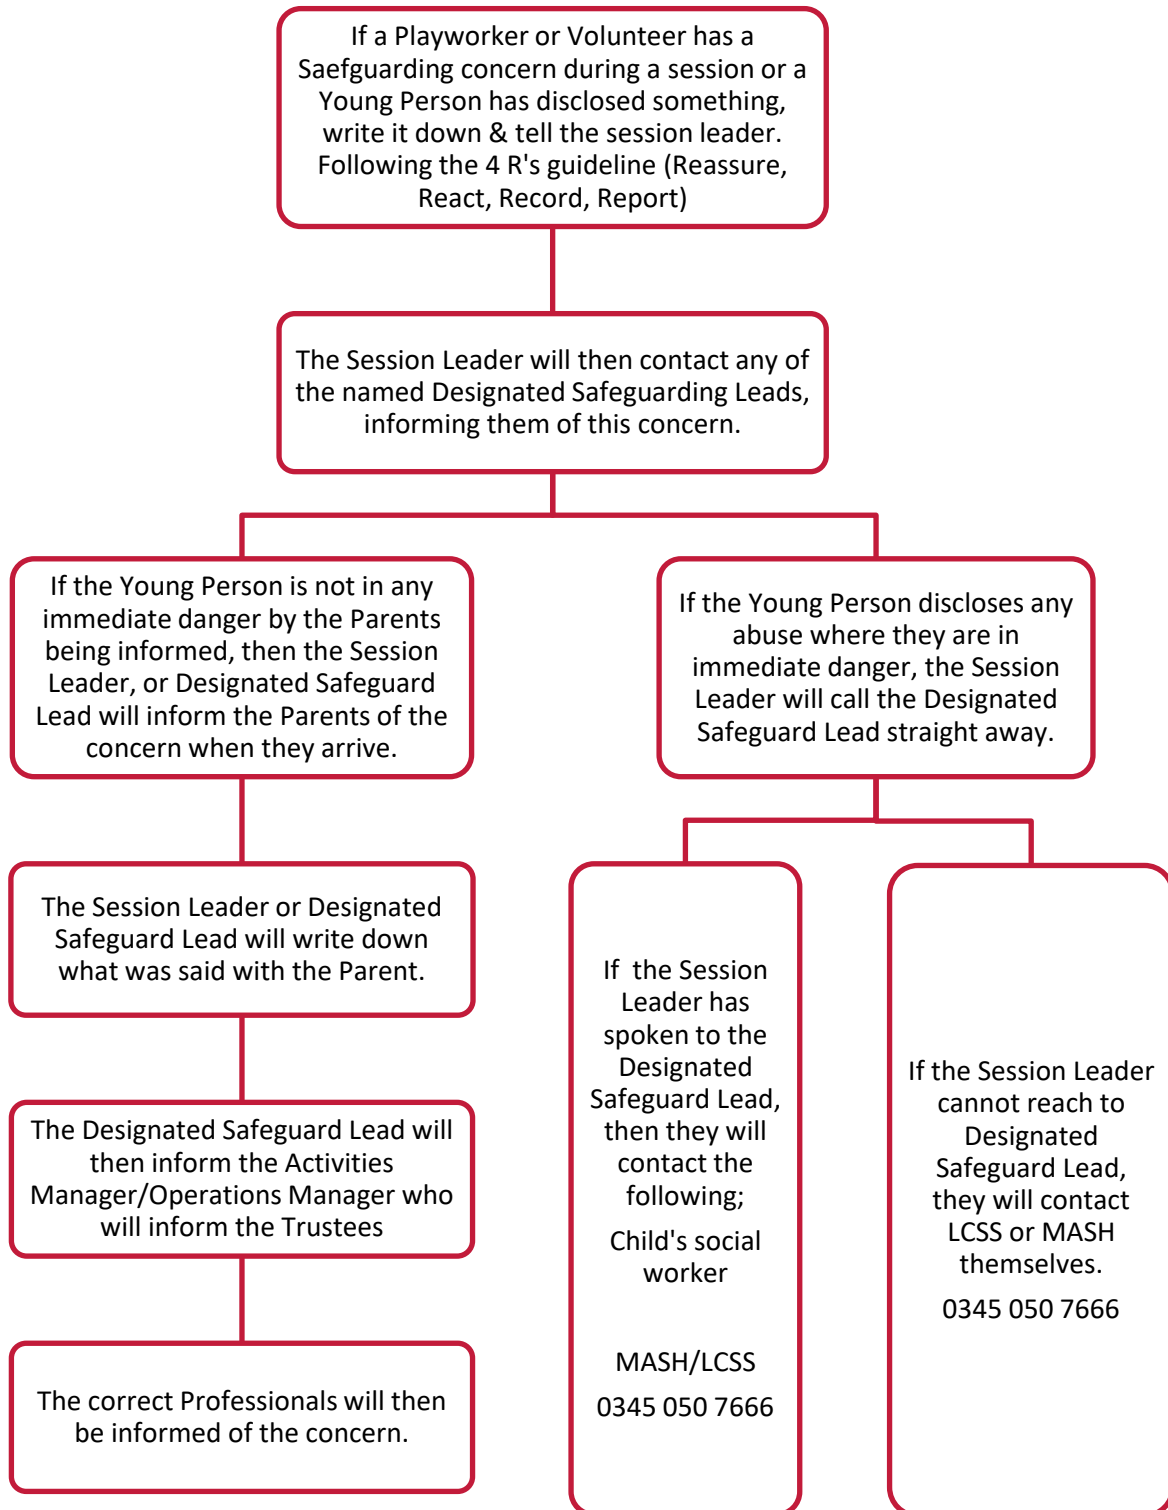 If a Playworker or Volunteer has a
Saefguarding concern during a session or a
Young Person has disclosed something,
write it down & tell the session leader.
Following the 4 R's guideline (Reassure,
React, Record, Report)
The Session Leader will then contact any of
the named Designated Safeguarding Leads,
informing them of this concern.
If the Young Person is not in any
immediate danger by the Parents
being informed, then the Session
Leader, or Designated Safeguard
Lead will inform the Parents of the
concern when they arrive.
The Session Leader or Designated
Safeguard Lead will write down
what was said with the Parent.
The Designated Safeguard Lead will
then inform the Activities
Manager/Operations Manager who
will inform the Trustees
The correct Professionals will then
be informed of the concern.
If the Young Person discloses any
abuse where they are in
immediate danger, the Session
Leader will call the Designated
Safeguard Lead straight away.
If  the Session
Leader has
spoken to the
Designated
Safeguard Lead,
then they will
contact the
following;
Child's social
worker
MASH/LCSS
0345 050 7666
If the Session Leader
cannot reach to
Designated
Safeguard Lead,
they will contact
LCSS or MASH
themselves.
0345 050 7666